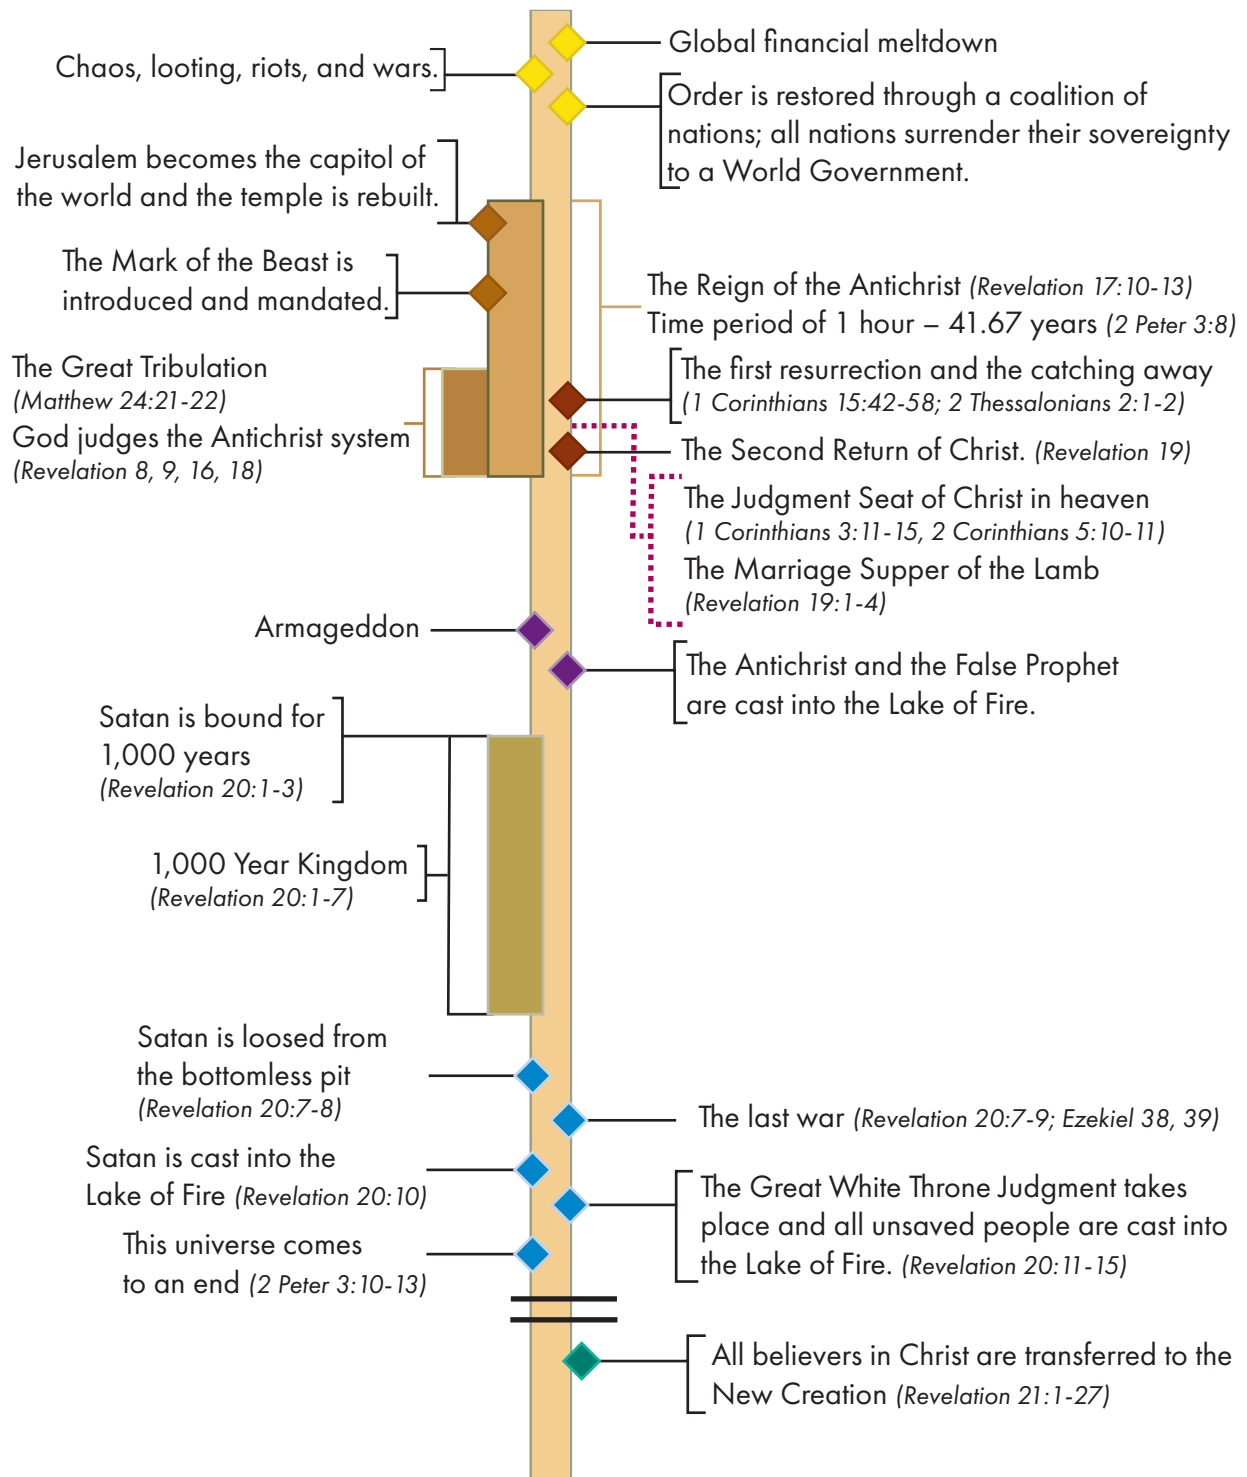 Global financial meltdown
Chaos, looting, riots, and wars.
Order is restored through a coalition of
nations; all nations surrender their sovereignty
to a World Government.
Jerusalem becomes the capitol of
the world and the temple is rebuilt.
The Mark of the Beast is
introduced and mandated.
The Reign of the Antichrist (Revelation 17:10-13)
Time period of 1 hour – 41.67 years (2 Peter 3:8)
The Great Tribulation
(Matthew 24:21-22)
God judges the Antichrist system
(Revelation 8, 9, 16, 18)
The first resurrection and the catching away
(1 Corinthians 15:42-58; 2 Thessalonians 2:1-2)
The Second Return of Christ. (Revelation 19)
The Judgment Seat of Christ in heaven
(1 Corinthians 3:11-15, 2 Corinthians 5:10-11)
The Marriage Supper of the Lamb
(Revelation 19:1-4)
Armageddon
The Antichrist and the False Prophet
are cast into the Lake of Fire.
Satan is bound for
1,000 years
(Revelation 20:1-3)
1,000 Year Kingdom
(Revelation 20:1-7)
Satan is loosed from
the bottomless pit
(Revelation 20:7-8)
The last war (Revelation 20:7-9; Ezekiel 38, 39)
Satan is cast into the
Lake of Fire (Revelation 20:10)
The Great White Throne Judgment takes
place and all unsaved people are cast into
the Lake of Fire. (Revelation 20:11-15)
This universe comes
to an end (2 Peter 3:10-13)
All believers in Christ are transferred to the
New Creation (Revelation 21:1-27)